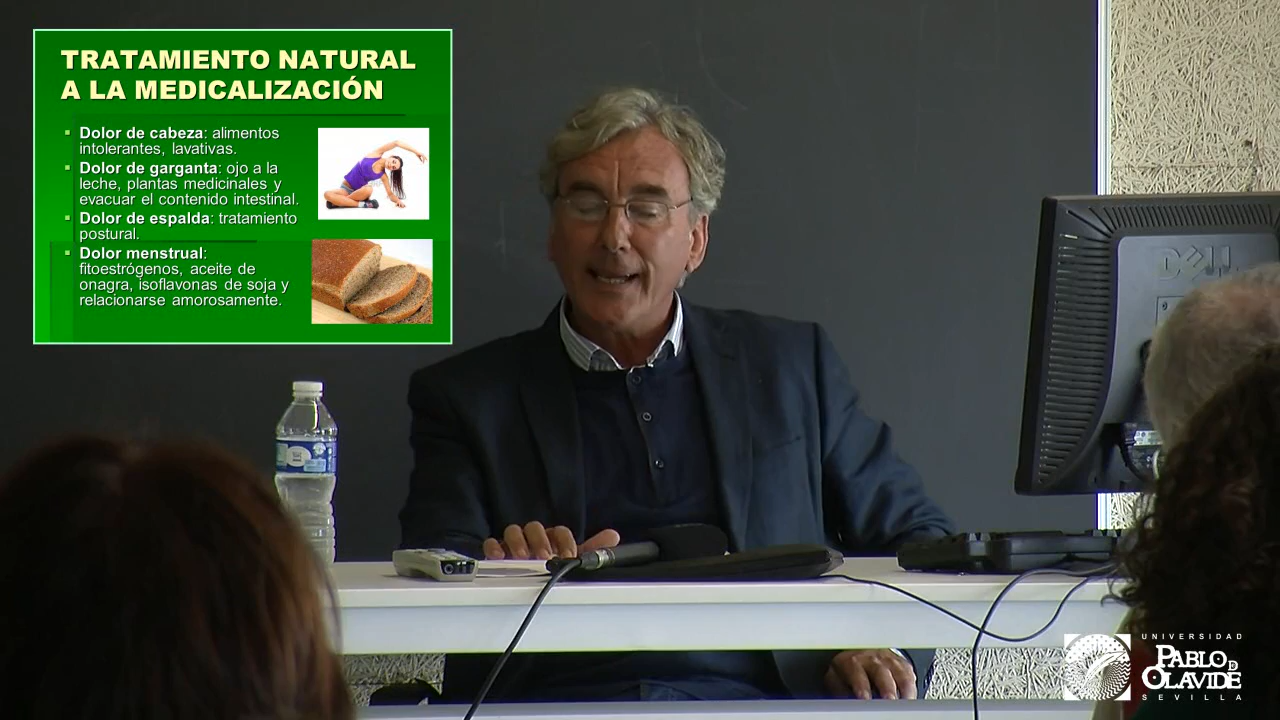 TRATAMIENTO NATURAL
A LA MEDICALIZACIÓN
Dolor de cabeza: alimentos
intolerantes, lavativas.
Dolor de garganta: ojo a la
leche, plantas medicinales y
evacuar el contenido intestinal.
Dolor de espalda: tratamiento
postural.
Dolor menstrual:
fitoestrógenos, aceite de
onagra, isoflavonas de soja y
relacionarse amorosamente.
DELL
UNIVERSIDAD
PABLO DE
OLAVIDE
SEVILLA